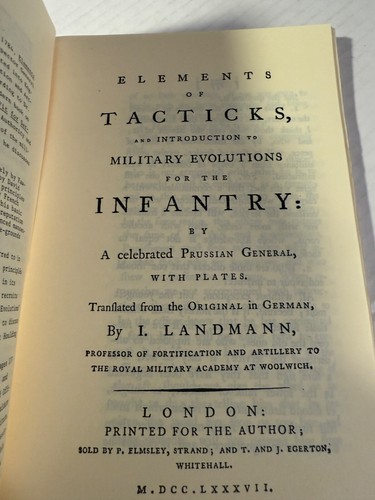 ELEMENTS
OF
TACTICKS,
AND INTRODUCTION TO
MILITARY EVOLUTIONS
FOR THE
INFANTRY:
BY
A celebrated PRUSSIAN GENERAL,
WITH PLATES.
Translated from the ORIGINAL in GERMAN,
By I. LANDMANN,
PROFESSOR OF FORTIFICATION AND ARTILLERY TO
THE ROYAL MILITARY ACADEMY AT WOOLWICH.
LONDON:
PRINTED FOR THE AUTHOR;
SOLD BY P. ELMSLEY, STRAND; AND T. AND J. EGERTON,
WHITEHALL.
M.DCC.LXXXVII.